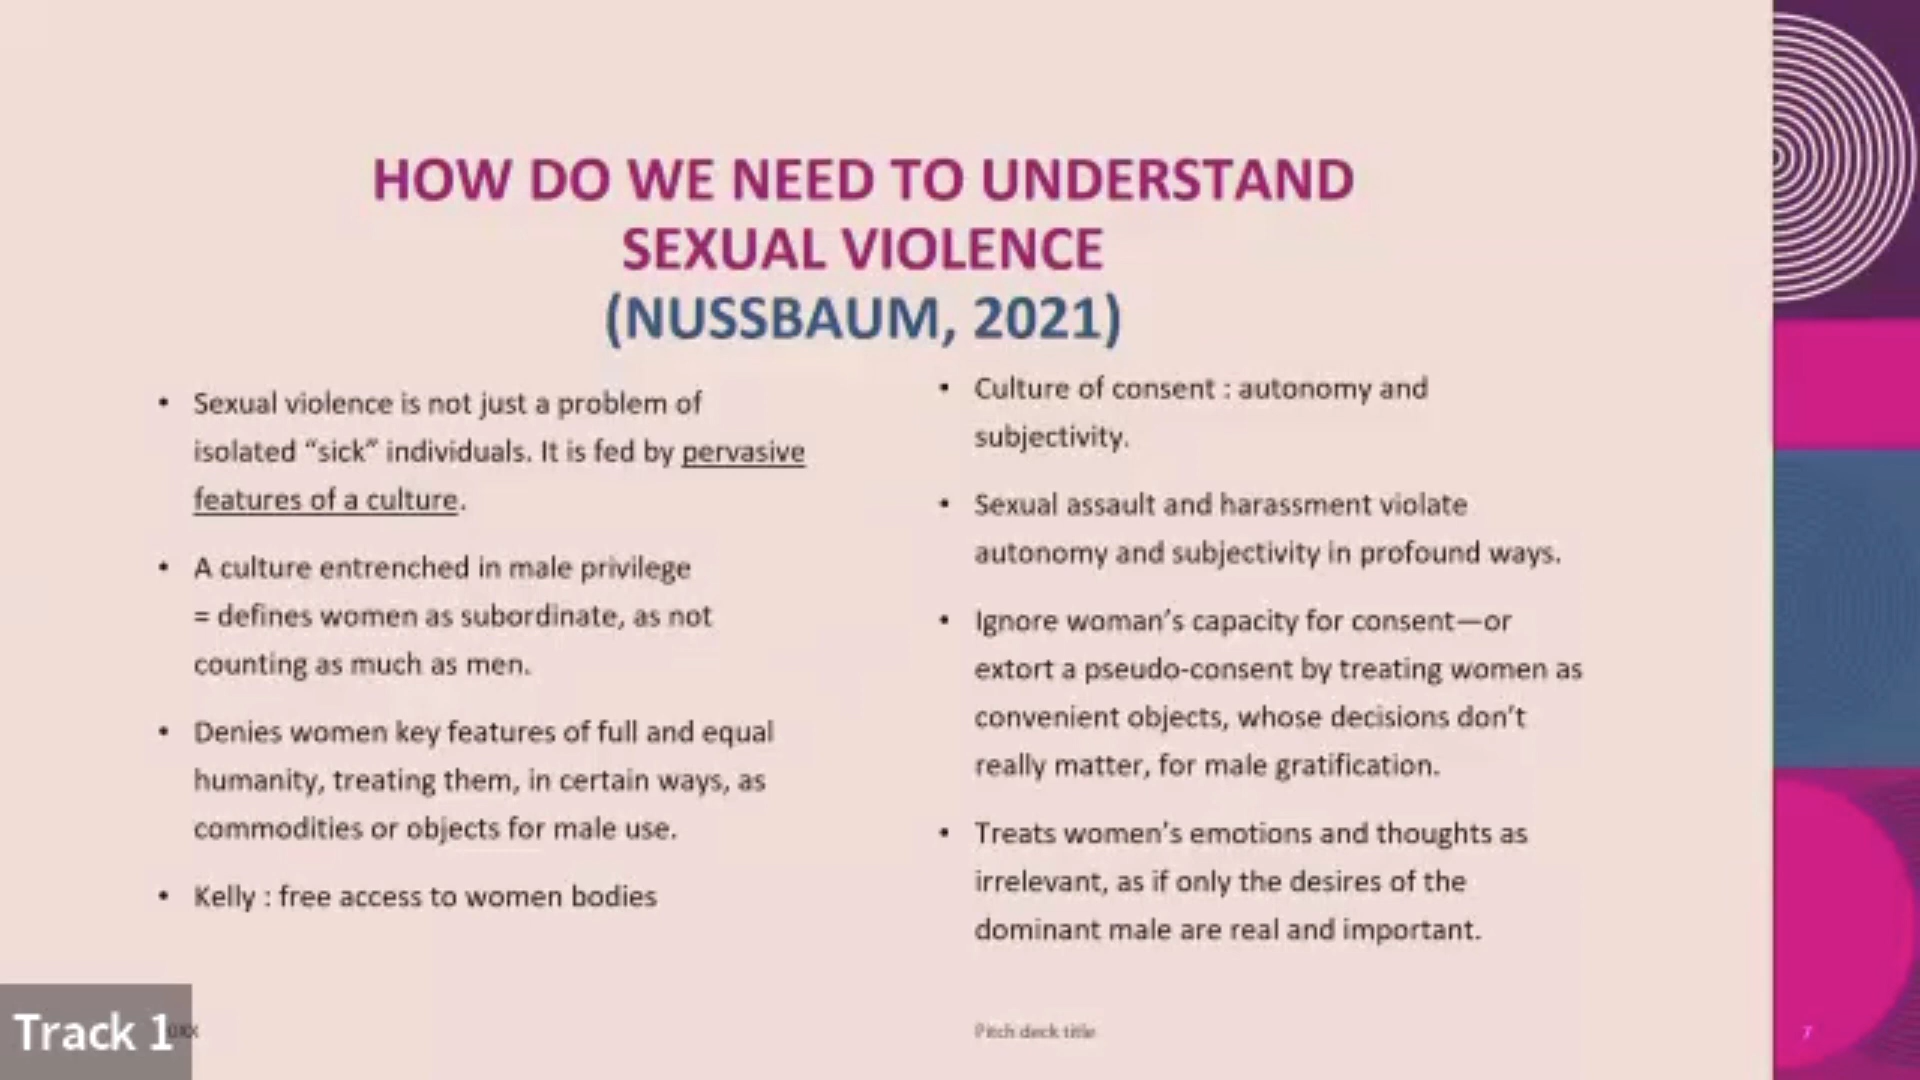 HOW DO WE NEED TO UNDERSTAND
SEXUAL VIOLENCE
(NUSSBAUM, 2021)
• Sexual violence is not just a problem of
isolated “sick” individuals. It is fed by pervasive
features of a culture.
• A culture entrenched in male privilege
= defines women as subordinate, as not
counting as much as men.
• Denies women key features of full and equal
humanity, treating them, in certain ways, as
commodities or objects for male use.
• Kelly : free access to women bodies
• Culture of consent : autonomy and
subjectivity.
• Sexual assault and harassment violate
autonomy and subjectivity in profound ways.
• Ignore woman’s capacity for consent—or
extort a pseudo-consent by treating women as
convenient objects, whose decisions don’t
really matter, for male gratification.
• Treats women’s emotions and thoughts as
irrelevant, as if only the desires of the
dominant male are real and important.
Track 1
Pitch deck title
7